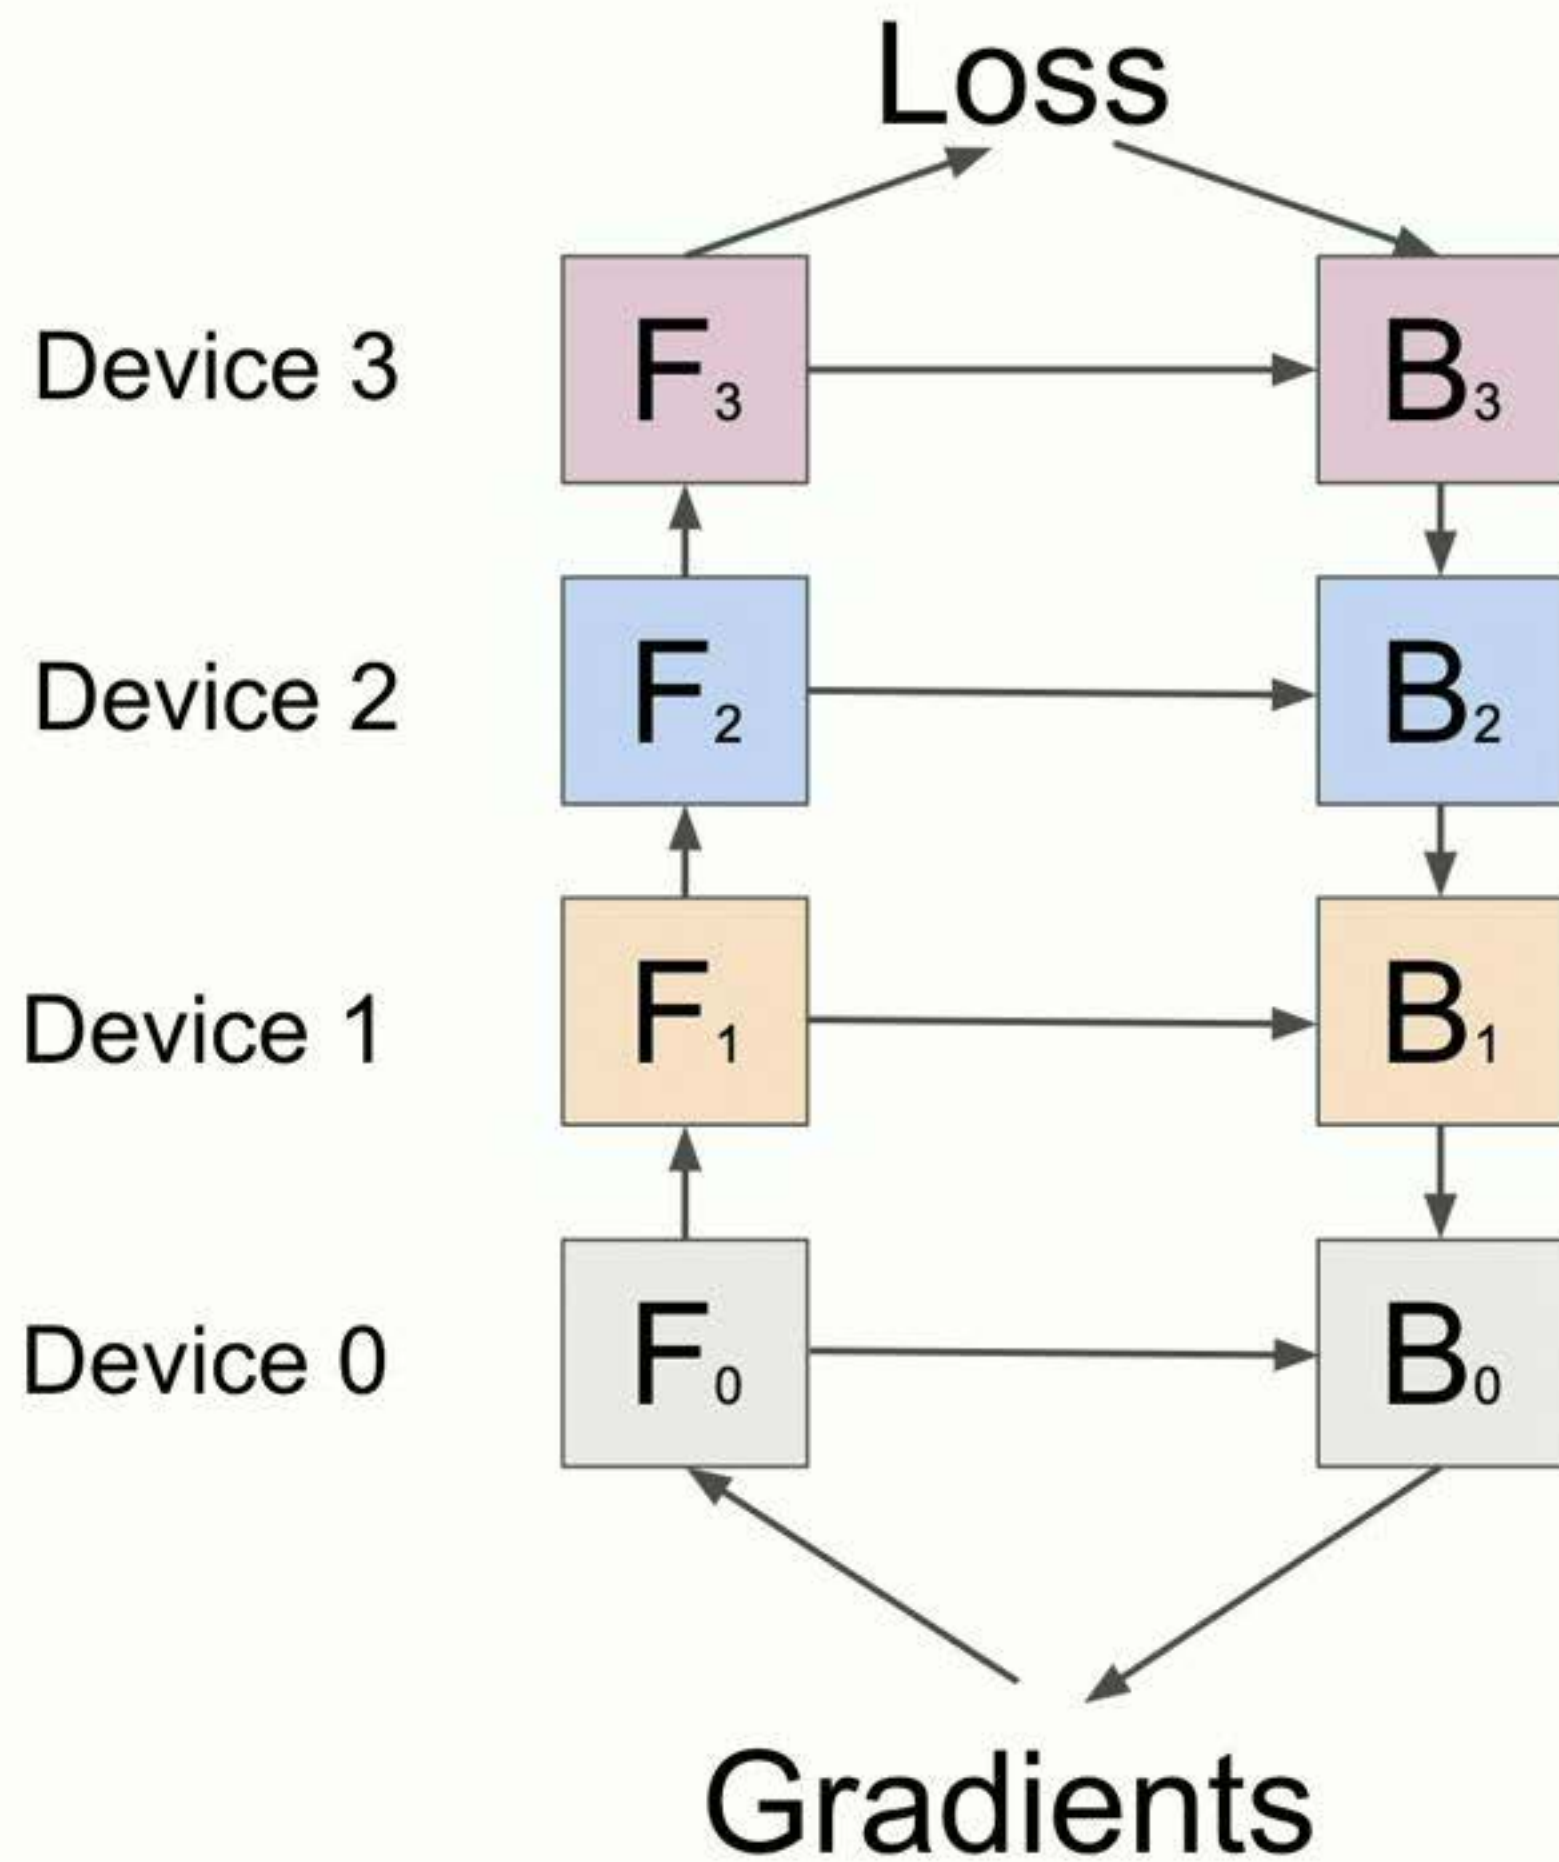 Loss
Device 3 F₃ B₃
Device 2 F₂ B₂
Device 1 F₁ B₁
Device 0 F₀ B₀
Gradients